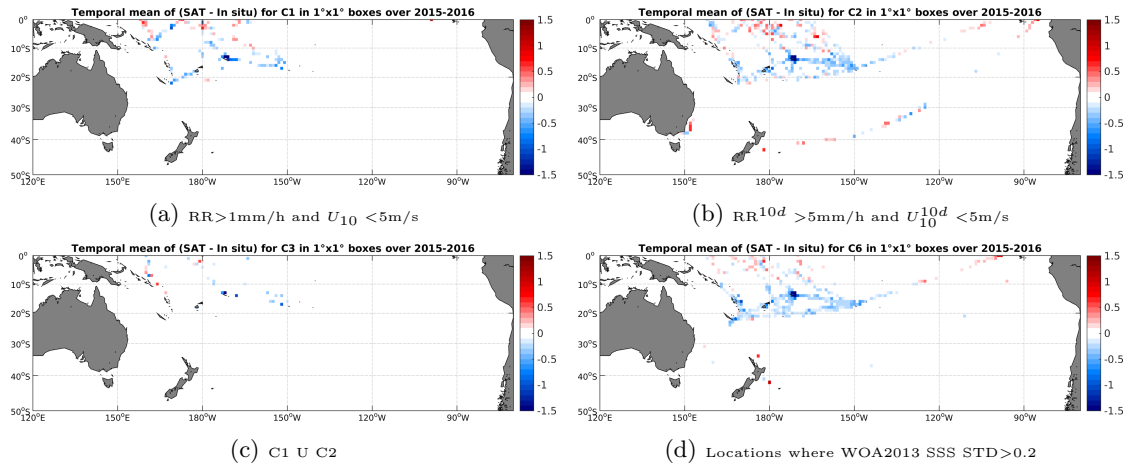 Temporal mean of (SAT - In situ) for C1 in 1°x1° boxes over 2015-2016
0°
10°S
20°S
30°S
40°S
50°S
120°E 150°E 180°W 150°W 120°W 90°W
1.5
1
0.5
0
-0.5
-1
-1.5
(a) RR>1mm/h and U10 <5m/s
Temporal mean of (SAT - In situ) for C2 in 1°x1° boxes over 2015-2016
0°
10°S
20°S
30°S
40°S
50°S
120°E 150°E 180°W 150°W 120°W 90°W
1.5
1
0.5
0
-0.5
-1
-1.5
(b) RR^10d >5mm/h and U10^10d <5m/s
Temporal mean of (SAT - In situ) for C3 in 1°x1° boxes over 2015-2016
0°
10°S
20°S
30°S
40°S
50°S
120°E 150°E 180°W 150°W 120°W 90°W
1.5
1
0.5
0
-0.5
-1
-1.5
(c) C1 U C2
Temporal mean of (SAT - In situ) for C6 in 1°x1° boxes over 2015-2016
0°
10°S
20°S
30°S
40°S
50°S
120°E 150°E 180°W 150°W 120°W 90°W
1.5
1
0.5
0
-0.5
-1
-1.5
(d) Locations where WOA2013 SSS STD>0.2